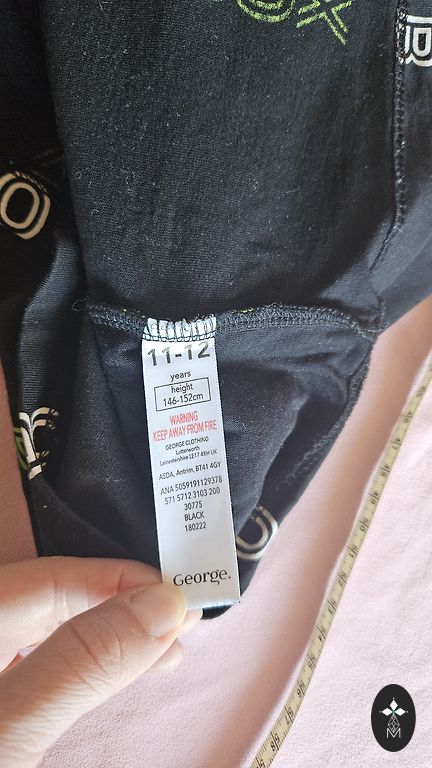 11-12
years
height
146-152cm
WARNING
KEEP AWAY FROM FIRE
GEORGE CLOTHING
Lutterworth
Leicestershire LE17 4XH UK
ASDA, Antrim, BT41 4GY
ANA 5059191129378
571 5712 3103 200
30775
BLACK
180222
George.